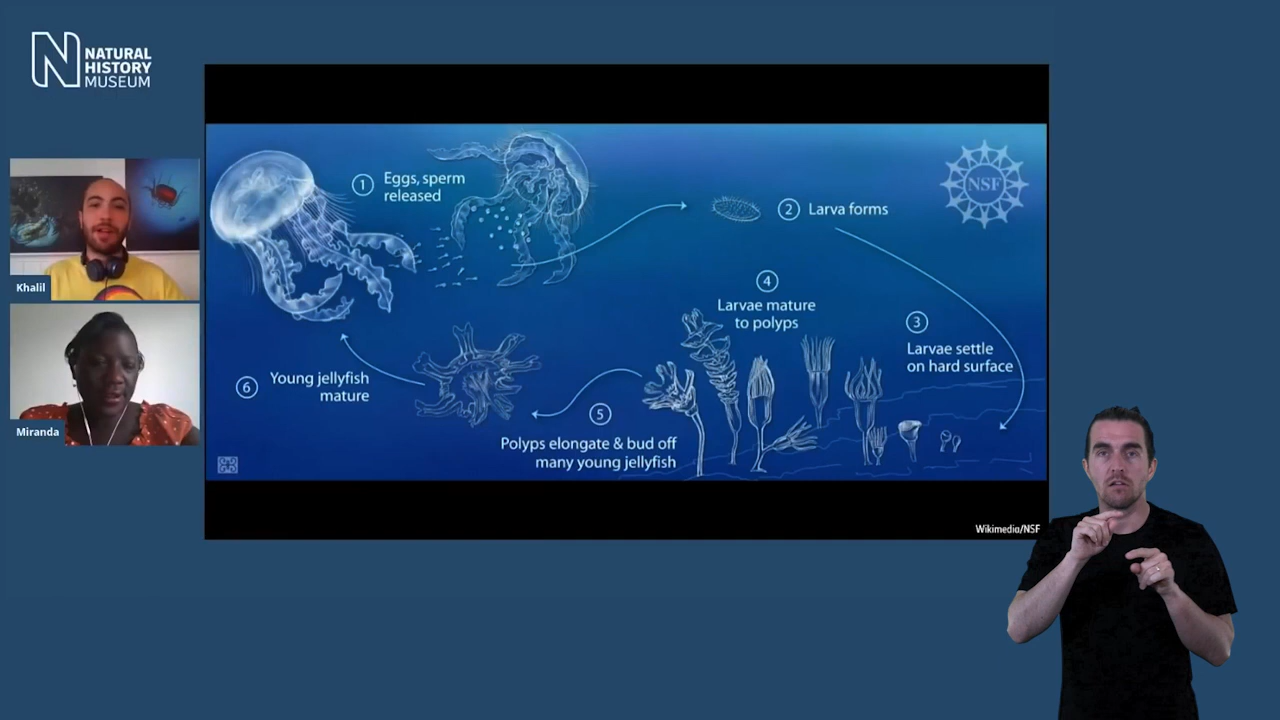 NATURAL
HISTORY
MUSEUM
Khalil
Miranda
1 Eggs, sperm
released
2 Larva forms
NSF
3
Larvae settle
on hard surface
4
Larvae mature
to polyps
5
Polyps elongate & bud off
many young jellyfish
6 Young jellyfish
mature
Wikimedia/NSF